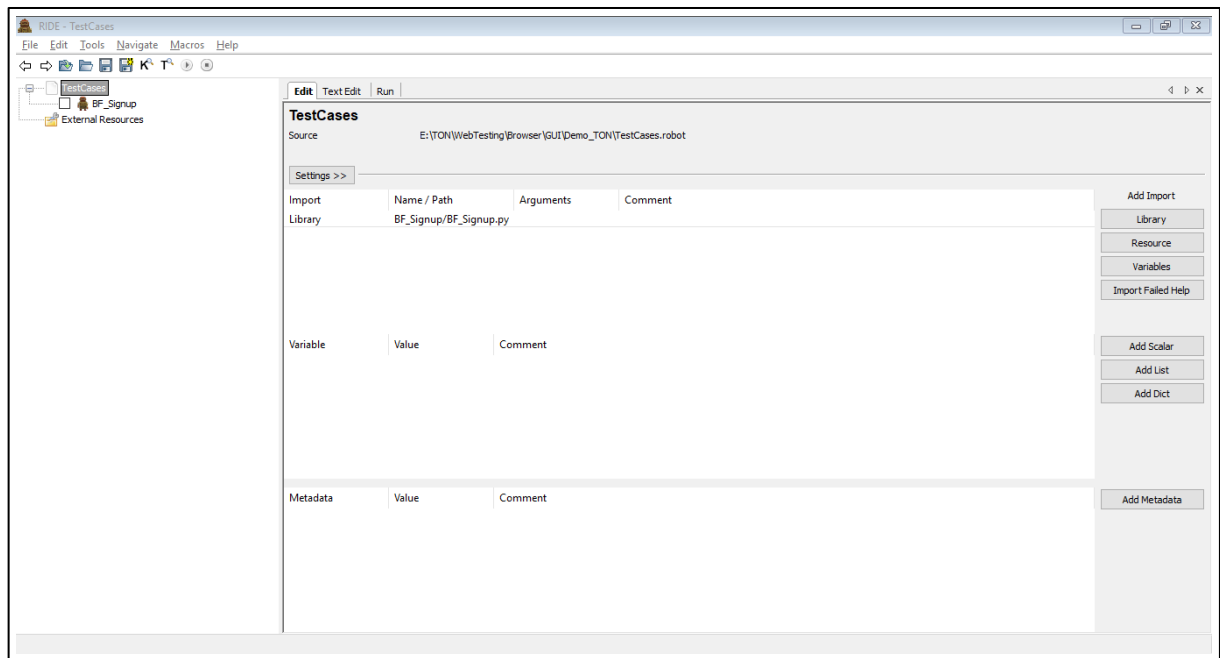 RIDE - TestCases
File Edit Tools Navigate Macros Help
K T
TestCases
BF_Signup
External Resources
Edit Text Edit Run
TestCases
Source E:\TON\WebTesting\Browser\GUI\Demo_TON\TestCases.robot
Settings >>
Import Name / Path Arguments Comment
Library BF_Signup/BF_Signup.py
Add Import
Library
Resource
Variables
Import Failed Help
Variable Value Comment
Add Scalar
Add List
Add Dict
Metadata Value Comment
Add Metadata